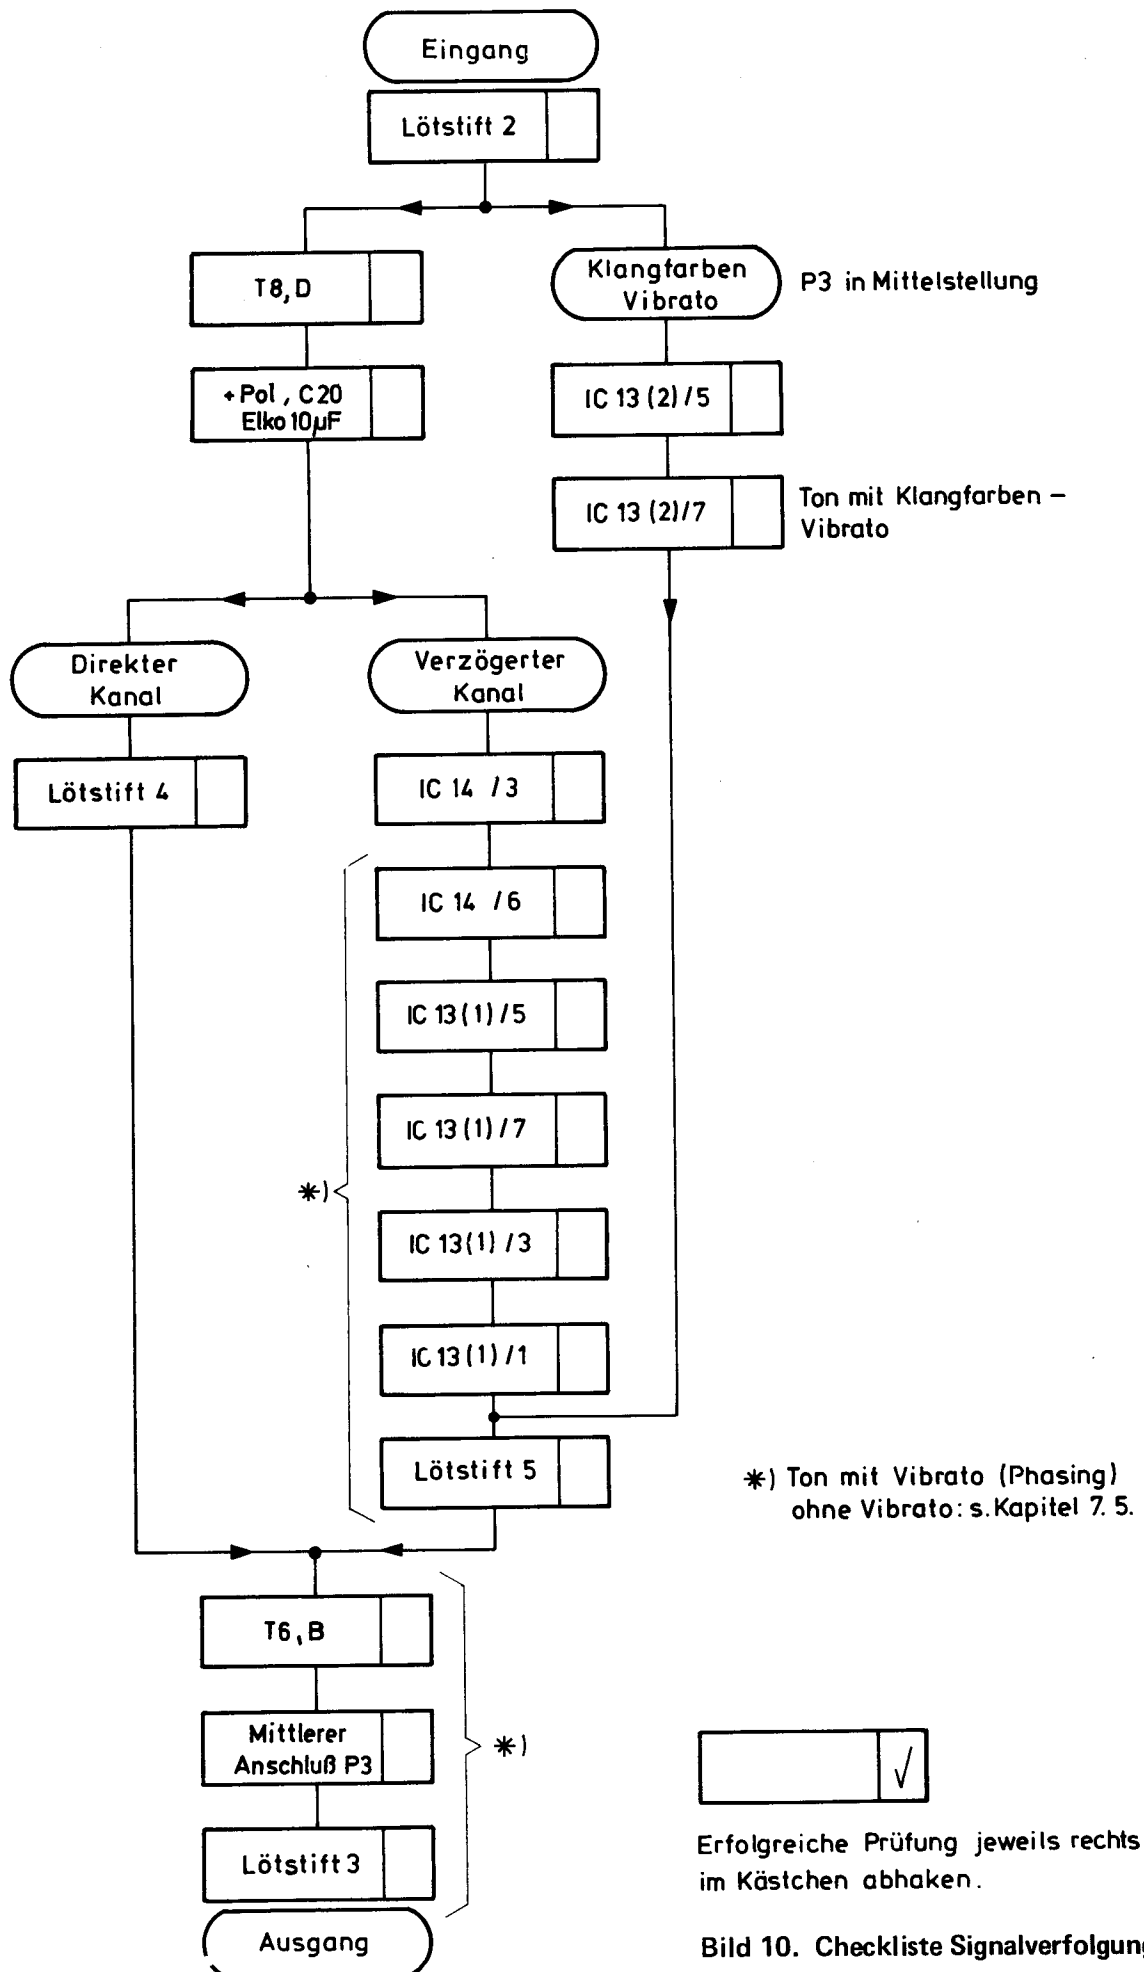 Eingang
Lötstift 2
T8,D
Klangfarben
Vibrato
P3 in Mittelstellung
+Pol, C20
Elko 10µF
IC 13 (2)/5
IC 13 (2)/7
Ton mit Klangfarben –
Vibrato
Direkter
Kanal
Verzögerter
Kanal
Lötstift 4
IC 14 /3
IC 14 /6
IC 13(1)/5
IC 13(1)/7
*)
IC 13(1)/3
IC 13(1)/1
Lötstift 5
*) Ton mit Vibrato (Phasing)
ohne Vibrato: s. Kapitel 7.5.
T6,B
Mittlerer
Anschluß P3
*)
√
Lötstift 3
Ausgang
Erfolgreiche Prüfung jeweils rechts
im Kästchen abhaken.
Bild 10. Checkliste Signalverfolgung